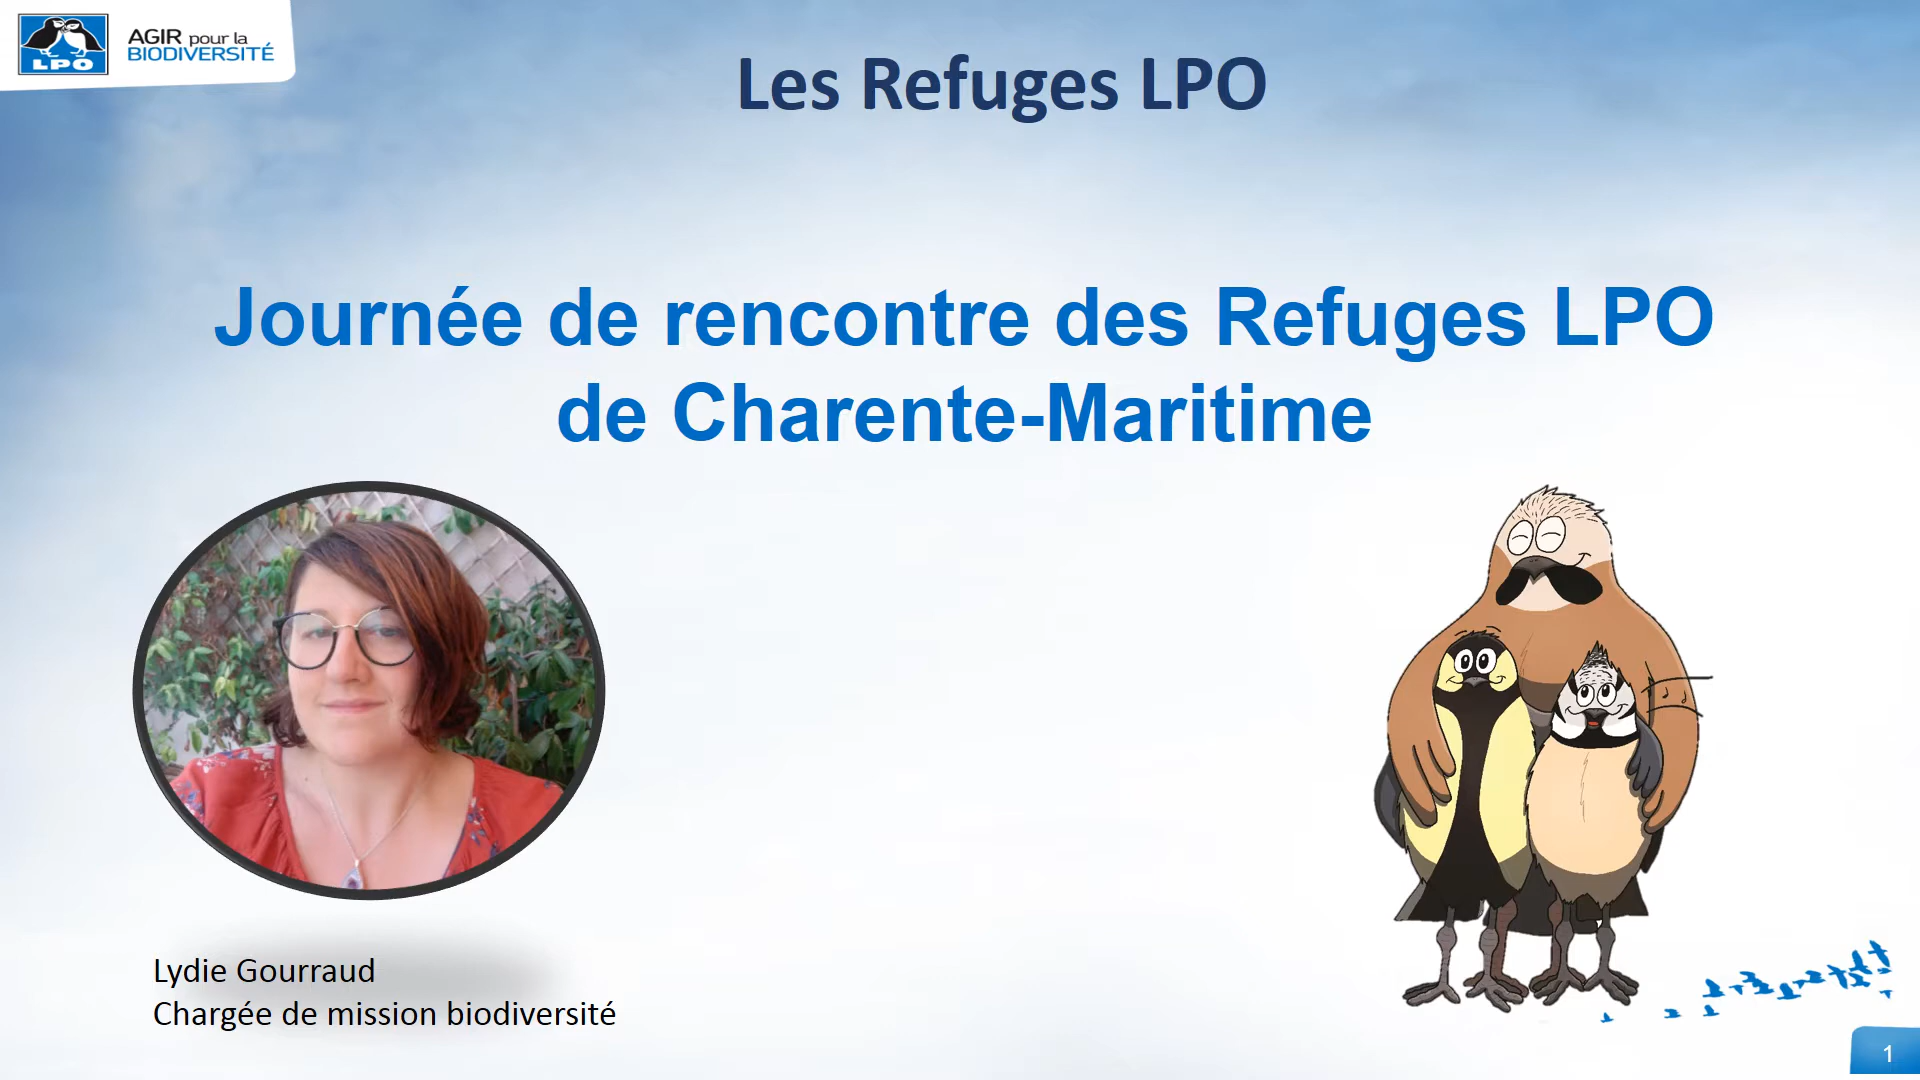 LPO
AGIR pour la
BIODIVERSITÉ
Les Refuges LPO
Journée de rencontre des Refuges LPO
de Charente-Maritime
Lydie Gourraud
Chargée de mission biodiversité
1